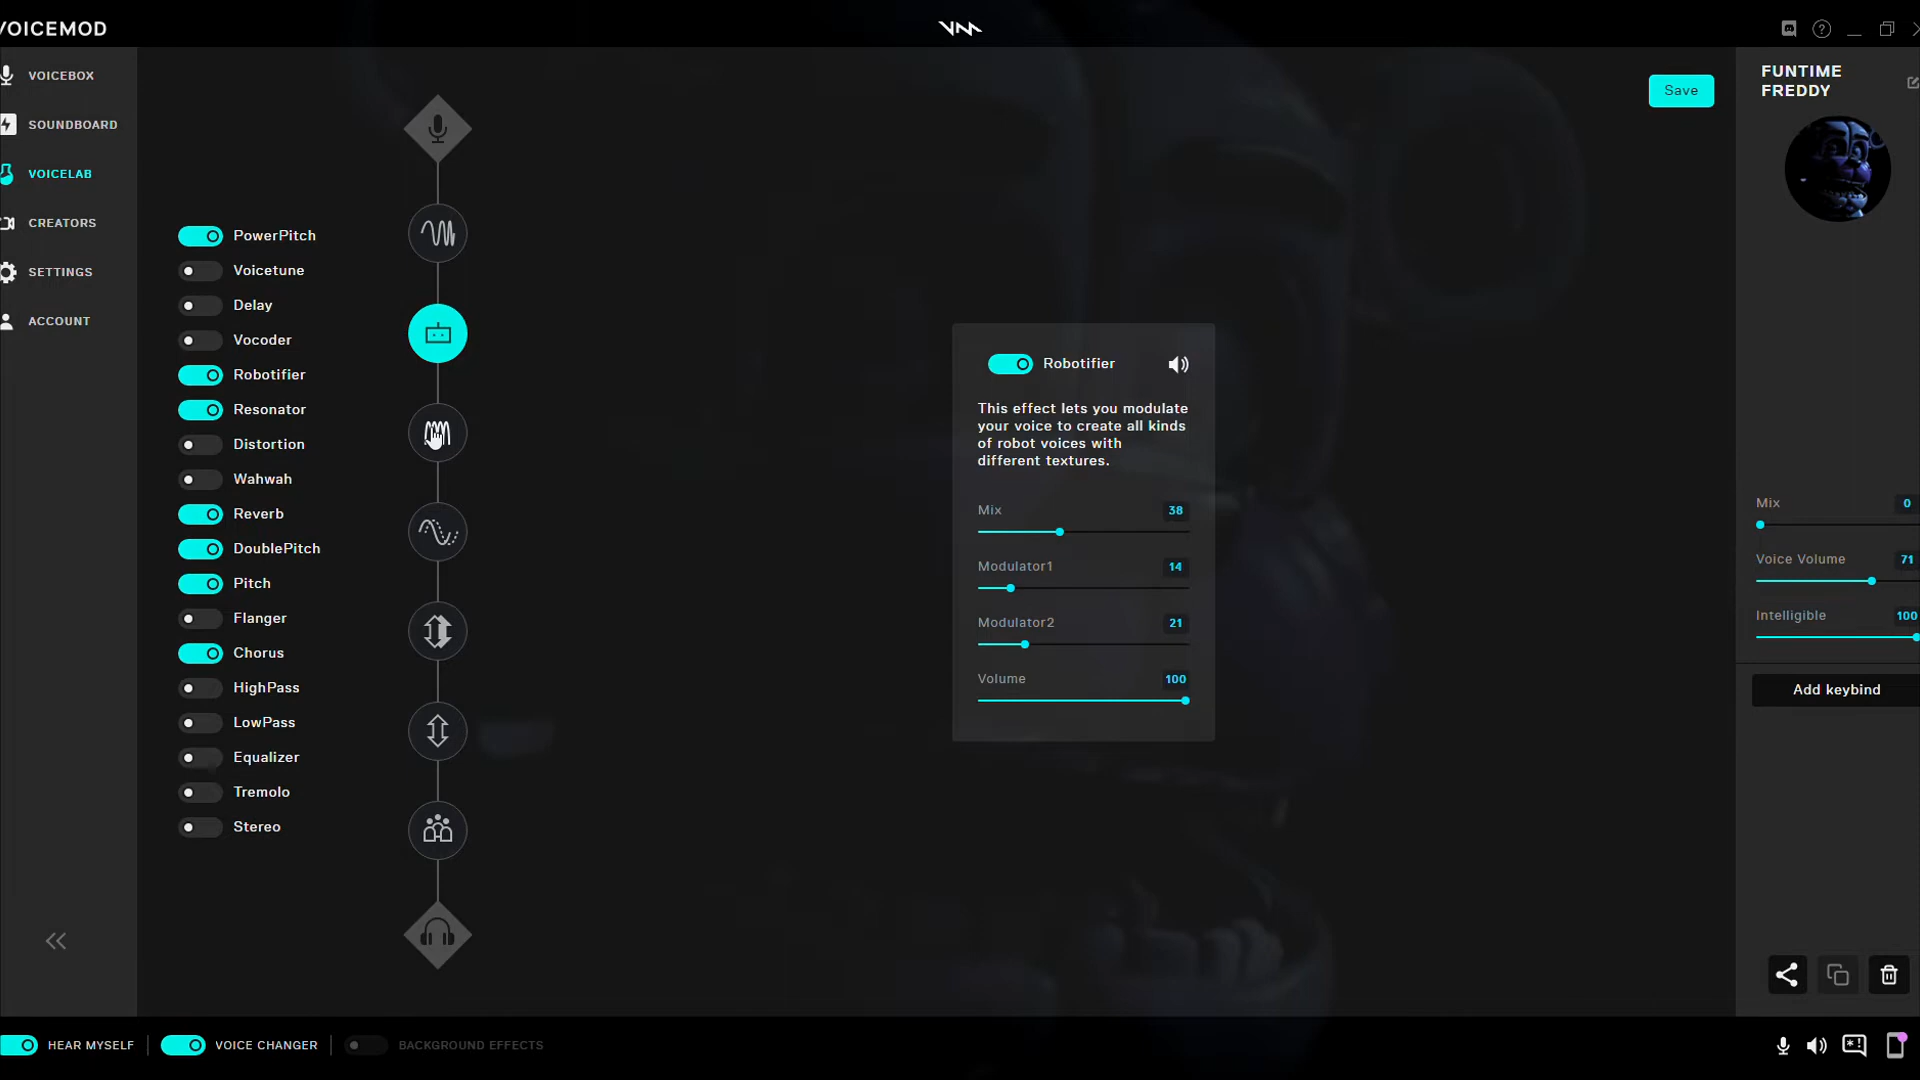 VOICEMOD
VOICEBOX
SOUNDBOARD
VOICELAB
CREATORS
SETTINGS
ACCOUNT
PowerPitch
Voicetune
Delay
Vocoder
Robotifier
Resonator
Distortion
Wahwah
Reverb
DoublePitch
Pitch
Flanger
Chorus
HighPass
LowPass
Equalizer
Tremolo
Stereo
Robotifier
This effect lets you modulate
your voice to create all kinds
of robot voices with
different textures.
Mix 38
Modulator1 14
Modulator2 21
Volume 100
Save
FUNTIME
FREDDY
Mix 0
Voice Volume 71
Intelligible 100
Add keybind
HEAR MYSELF
VOICE CHANGER
BACKGROUND EFFECTS